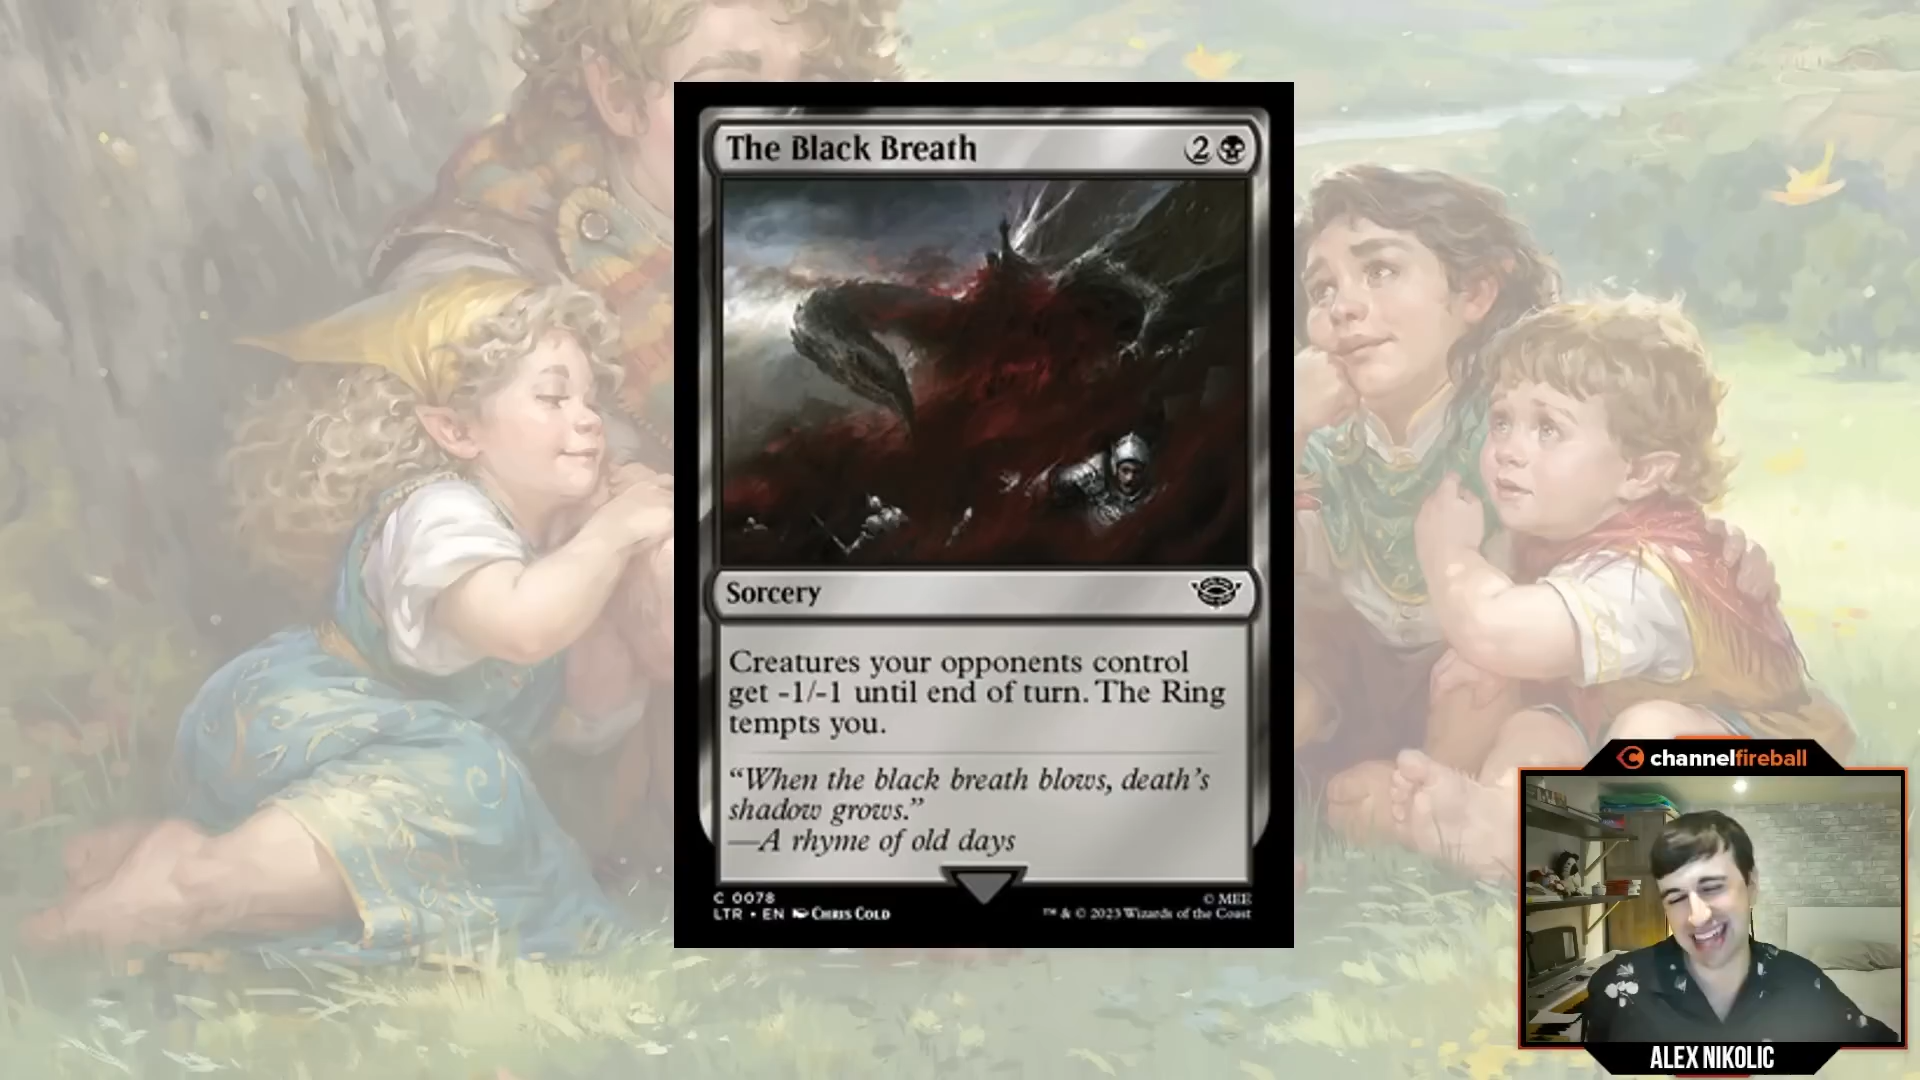 The Black Breath 2
Sorcery
Creatures your opponents control
get -1/-1 until end of turn. The Ring
tempts you.
“When the black breath blows, death’s
shadow grows.”
—A rhyme of old days
C 0078
LTR • EN Chris Cold
© MEE
™ & © 2023 Wizards of the Coast
channelfireball
ALEX NIKOLIC